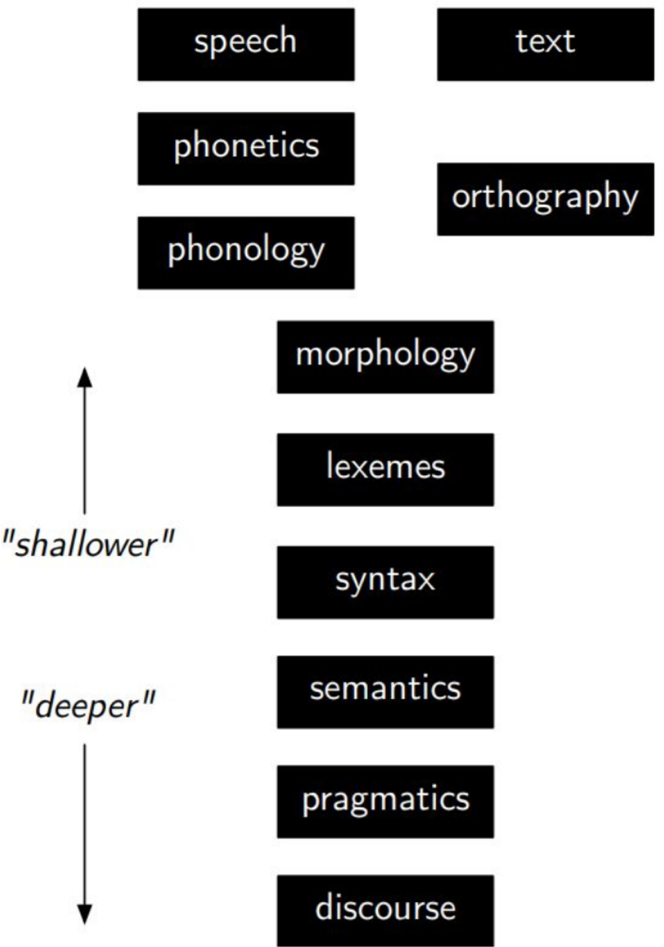 speech
text
phonetics
orthography
phonology
morphology
lexemes
"shallower"
syntax
semantics
"deeper"
pragmatics
discourse